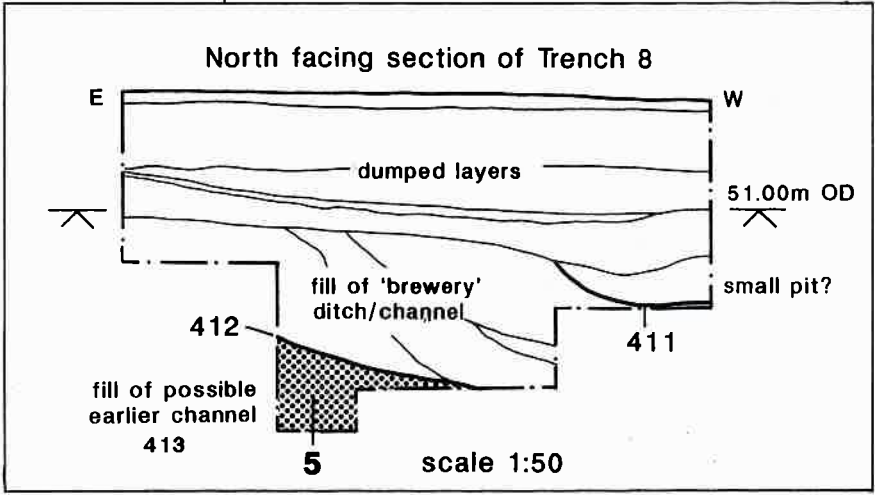 North facing section of Trench 8
E
W
dumped layers
51.00m OD
fill of 'brewery'
ditch/channel
small pit?
412
411
fill of possible
earlier channel
413
5
scale 1:50